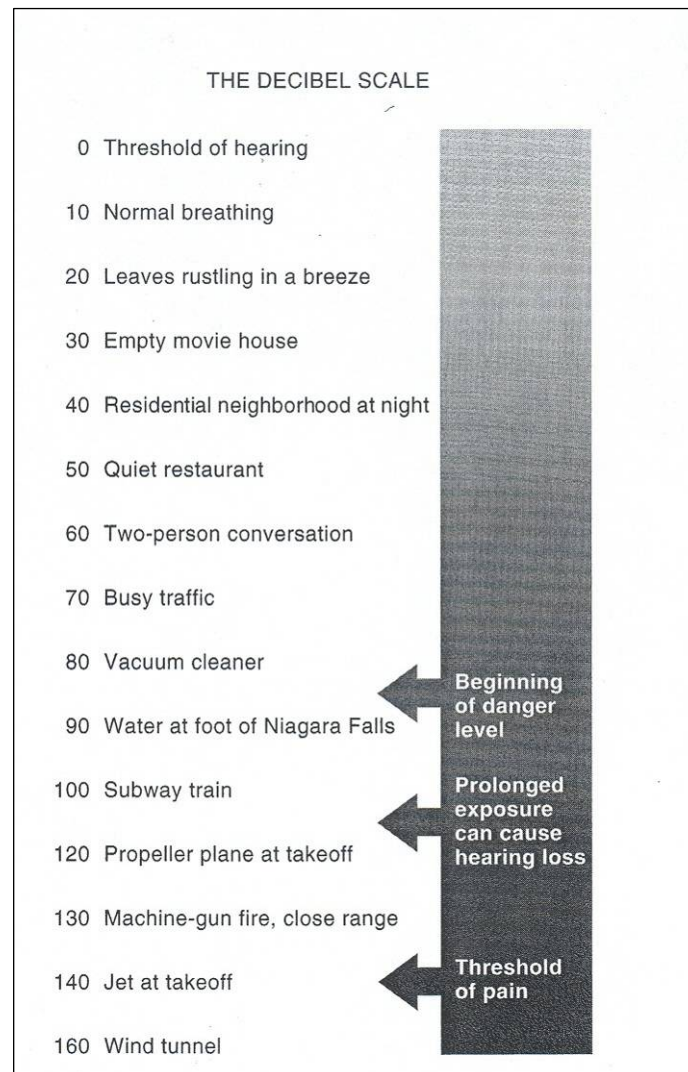 THE DECIBEL SCALE
0 Threshold of hearing
10 Normal breathing
20 Leaves rustling in a breeze
30 Empty movie house
40 Residential neighborhood at night
50 Quiet restaurant
60 Two-person conversation
70 Busy traffic
80 Vacuum cleaner
Beginning
of danger
level
90 Water at foot of Niagara Falls
100 Subway train
Prolonged
exposure
can cause
hearing loss
120 Propeller plane at takeoff
130 Machine-gun fire, close range
140 Jet at takeoff
Threshold
of pain
160 Wind tunnel